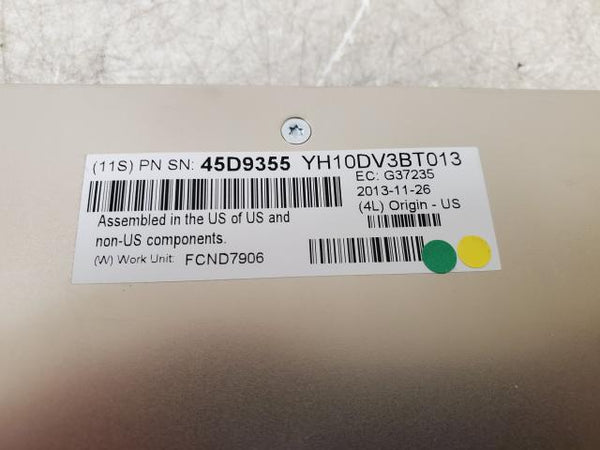 (11S) PN SN: 45D9355 YH10DV3BT013
EC: G37235
2013-11-26
(4L) Origin - US
Assembled in the US of US and
non-US components.
(W) Work Unit: FCND7906